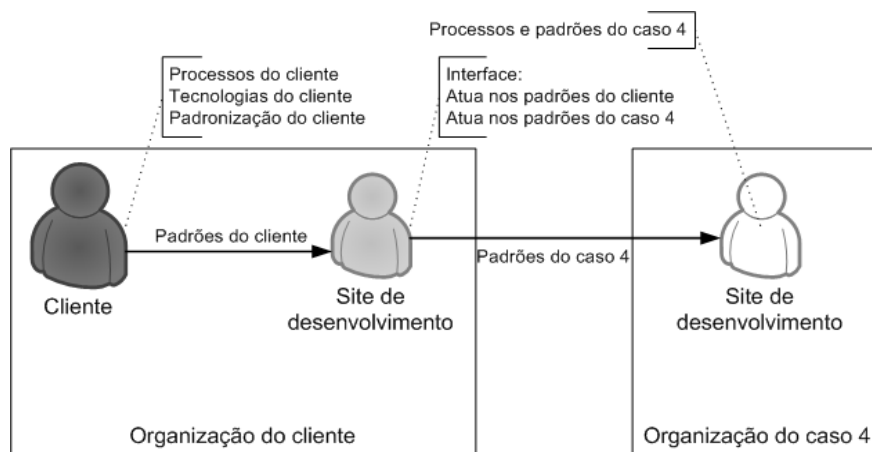 Processos e padrões do caso 4
Processos do cliente
Tecnologias do cliente
Padronização do cliente
Interface:
Atua nos padrões do cliente
Atua nos padrões do caso 4
Padrões do cliente
Padrões do caso 4
Cliente
Site de
desenvolvimento
Site de
desenvolvimento
Organização do cliente
Organização do caso 4